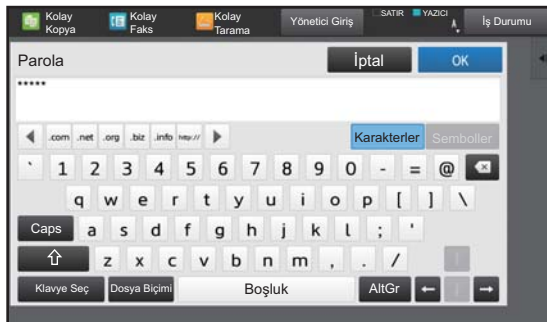 Kolay Kopya
Kolay Faks
Kolay Tarama
Yönetici Giriş
SATIR
YAZICI
İş Durumu
Parola
İptal
OK
*****
.com .net .org .biz .info http://
Karakterler
Semboller
` 1 2 3 4 5 6 7 8 9 0 - = @
q w e r t y u i o p [ ] \
Caps a s d f g h j k l ; '
z x c v b n m , . /
Klavye Seç
Dosya Biçimi
Boşluk
AltGr